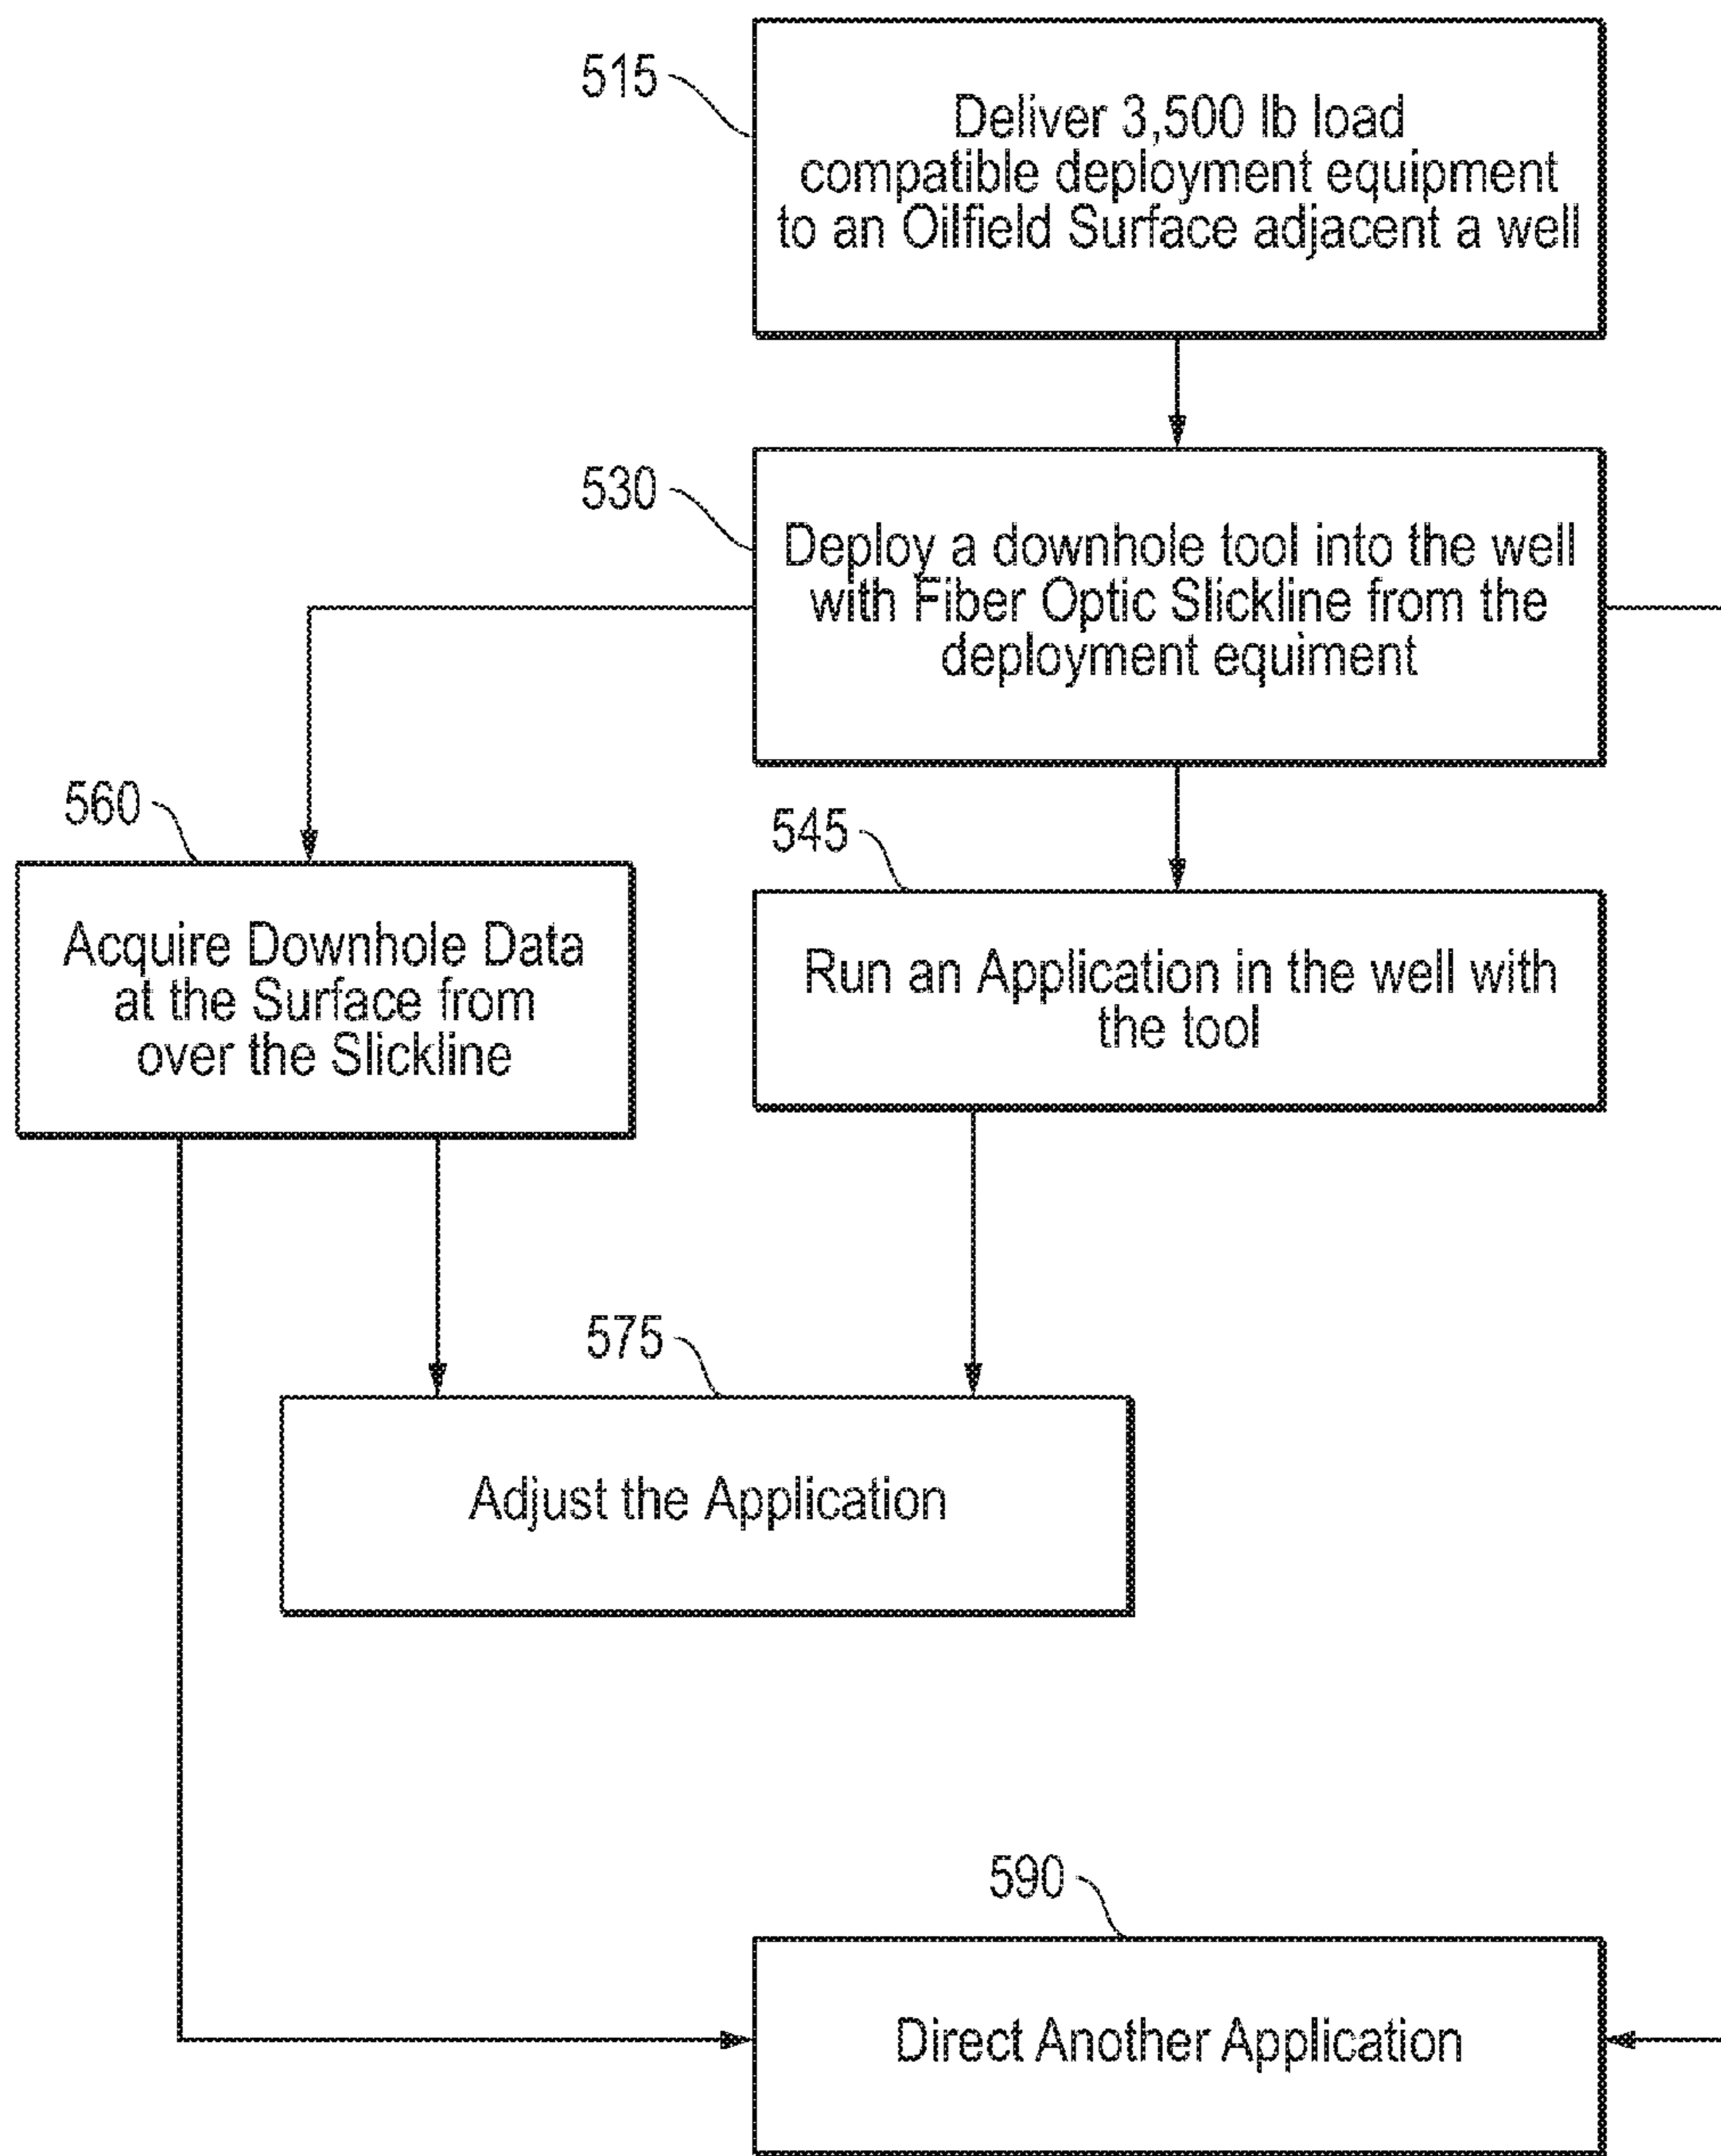 515
Deliver 3,500 lb load
compatible deployment equipment
to an Oilfield Surface adjacent a well
530
Deploy a downhole tool into the well
with Fiber Optic Slickline from the
deployment equiment
560
Acquire Downhole Data
at the Surface from
over the Slickline
545
Run an Application in the well with
the tool
575
Adjust the Application
590
Direct Another Application